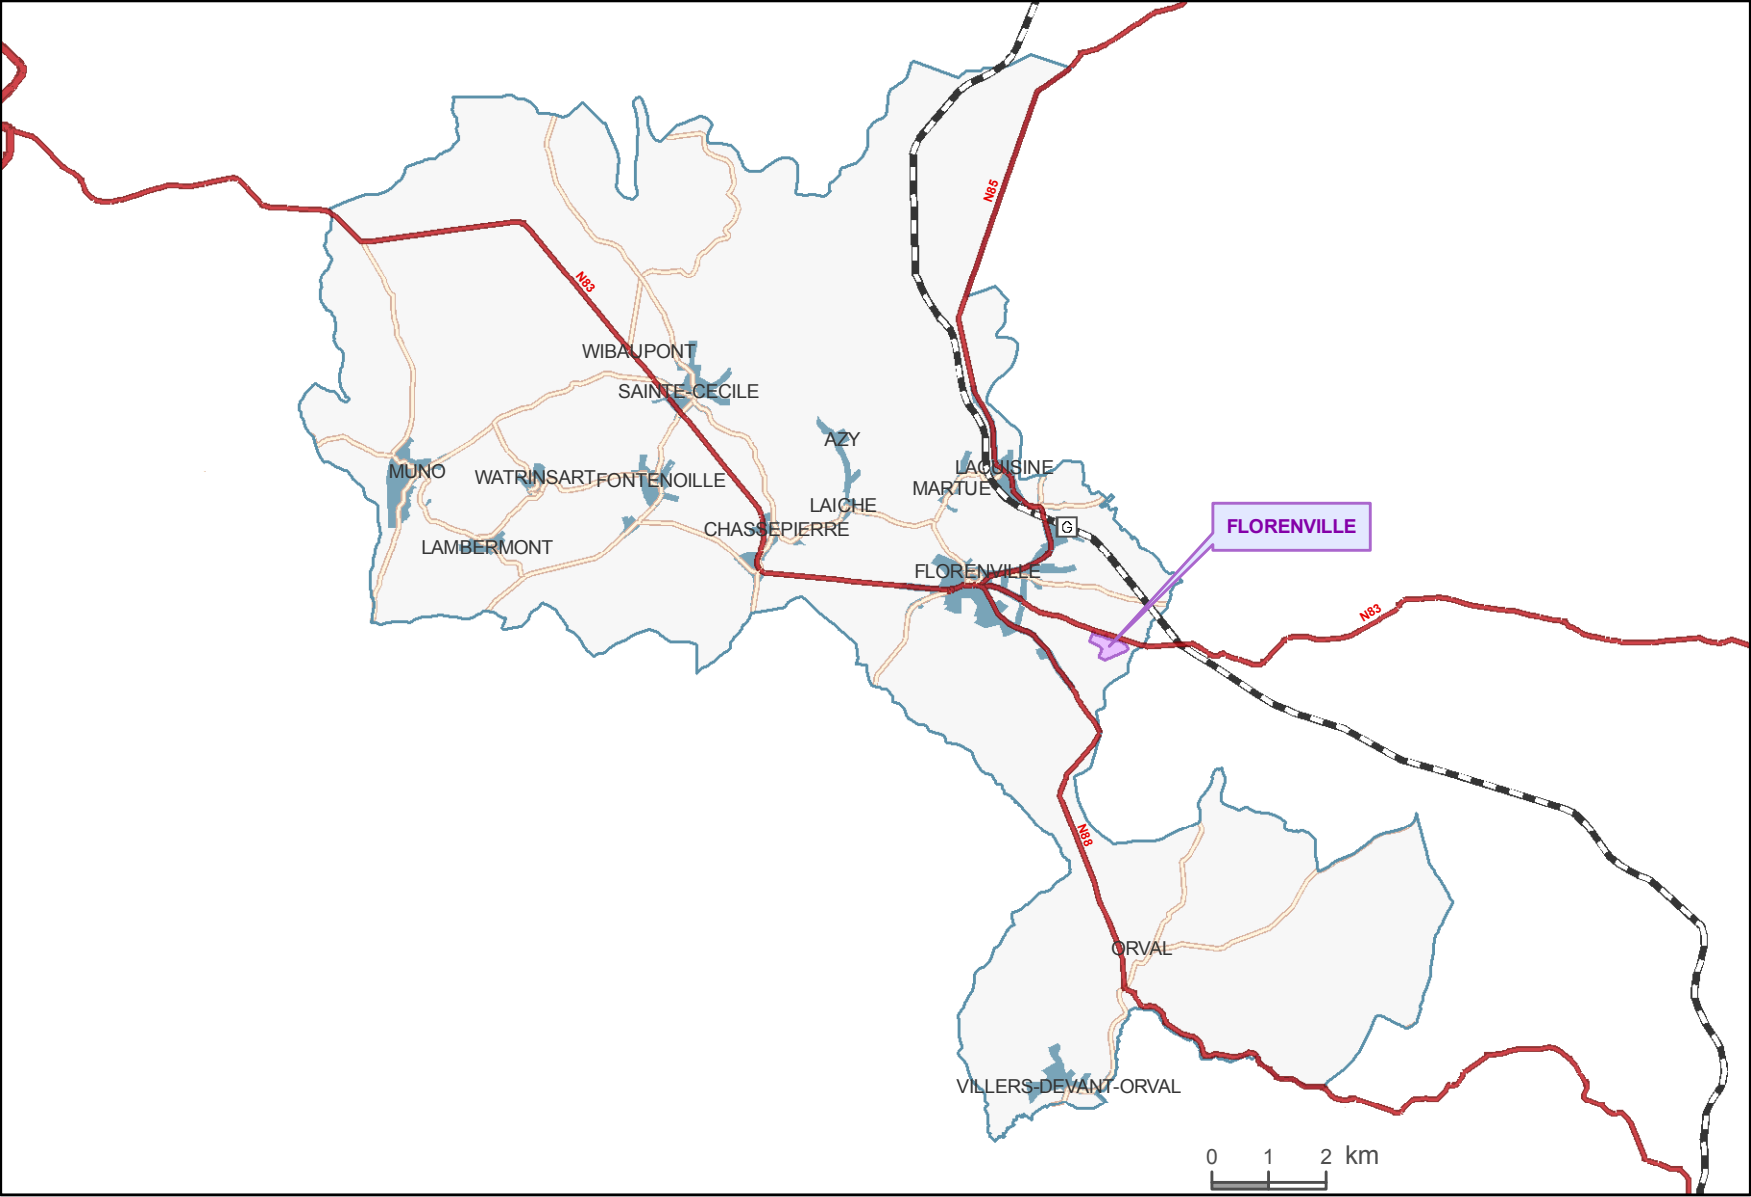 N85
N83
WIBAUPONT
SAINTE-CECILE
AZY
MUNO
WATRINSART
FONTENOILLE
LACUISINE
MARTUE
LAICHE
CHASSEPIERRE
G
FLORENVILLE
LAMBERMONT
FLORENVILLE
N83
N88
ORVAL
VILLERS-DEVANT-ORVAL
0 1 2 km